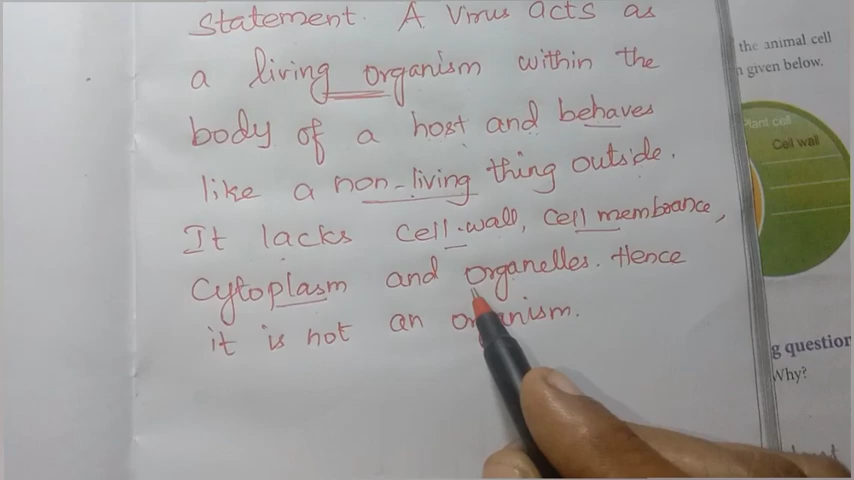 Statement. A Virus acts as
a living organism within the
body of a host and behaves
like a non-living thing outside.
It lacks Cell-wall, Cell membrance,
Cytoplasm and organelles. Hence
it is not an organism.
the animal cell
given below.
Plant cell
Cell wall
g question
Why?